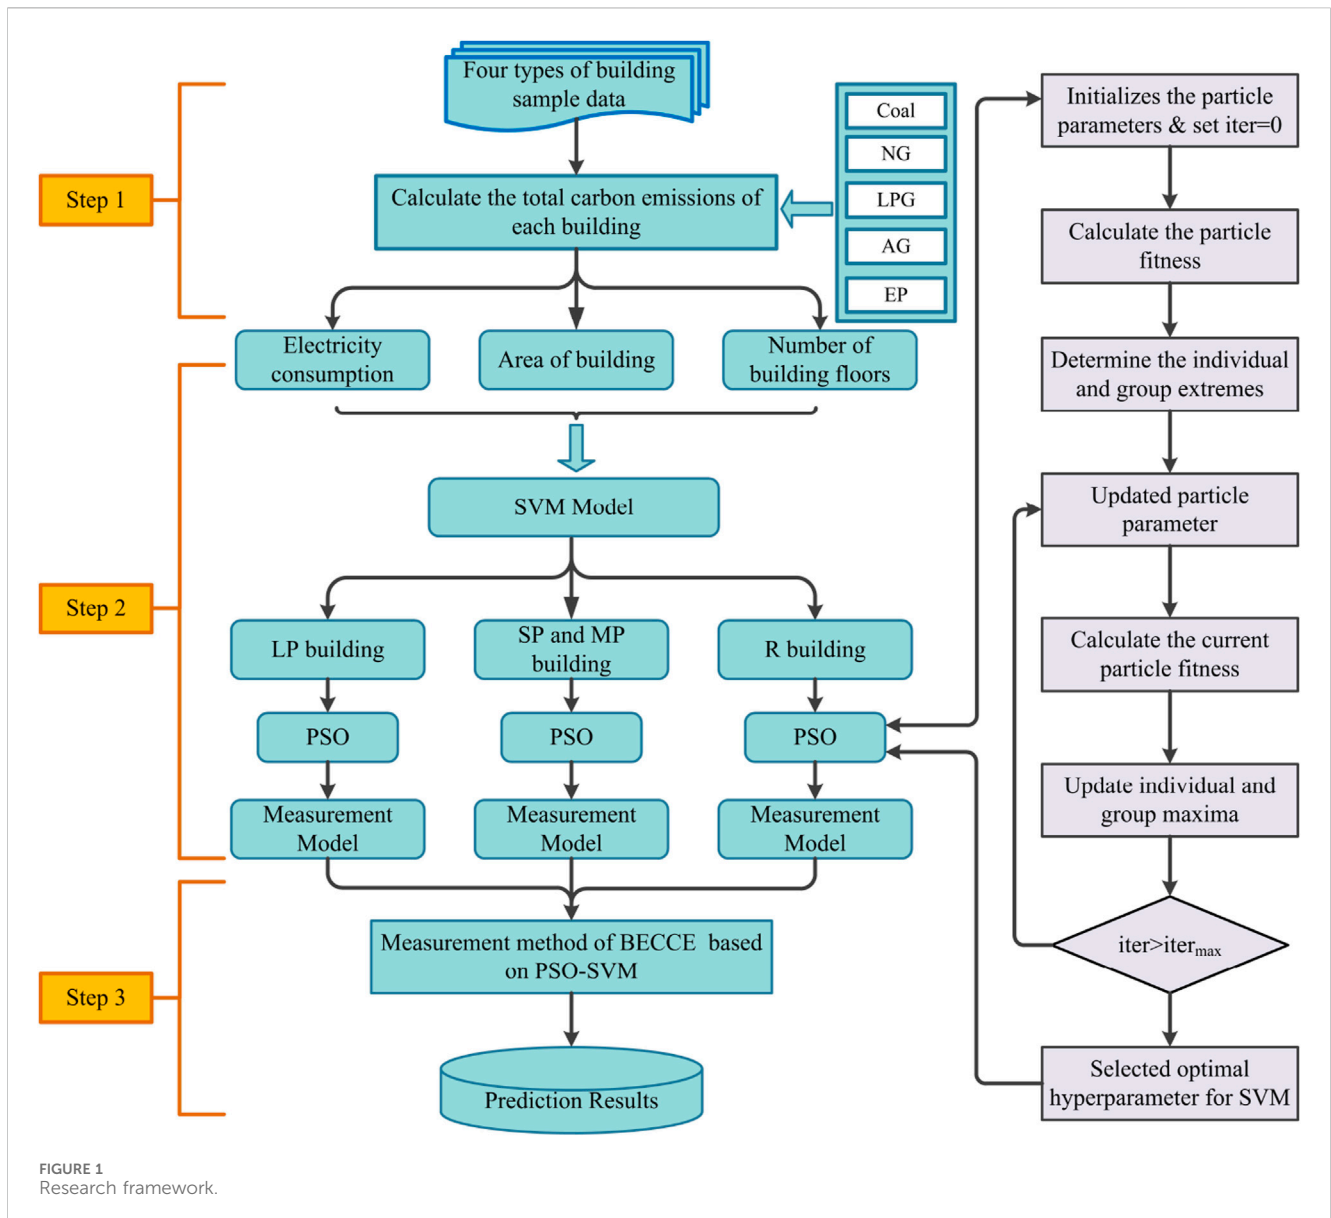 Four types of building
sample data
Step 1
Calculate the total carbon emissions of
each building
Coal
NG
LPG
AG
EP
Electricity
consumption
Area of building
Number of
building floors
Step 2
SVM Model
LP building
SP and MP
building
R building
PSO
PSO
PSO
Measurement
Model
Measurement
Model
Measurement
Model
Step 3
Measurement method of BECCE based
on PSO-SVM
Prediction Results
Initializes the particle
parameters & set iter=0
Calculate the particle
fitness
Determine the individual
and group extremes
Updated particle
parameter
Calculate the current
particle fitness
Update individual and
group maxima
iter>itermax
Selected optimal
hyperparameter for SVM
FIGURE 1
Research framework.